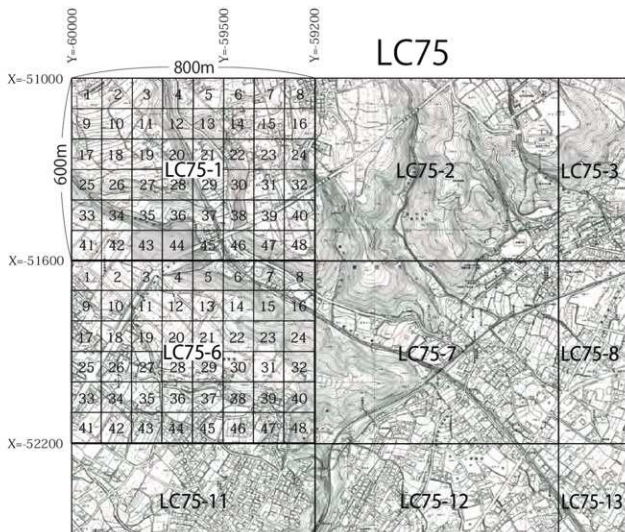 Y=-60000
Y=-59500
Y=-59200
LC75
800m
X=-51000
1 2 3 4 5 6 7 8
9 10 11 12 13 14 15 16
17 18 19 20 21 22 23 24
LC75-1
LC75-2
LC75-3
600m
25 26 27 28 29 30 31 32
33 34 35 36 37 38 39 40
41 42 43 44 45 46 47 48
X=-51600
1 2 3 4 5 6 7 8
9 10 11 12 13 14 15 16
17 18 19 20 21 22 23 24
LC75-6
LC75-7
LC75-8
25 26 27 28 29 30 31 32
33 34 35 36 37 38 39 40
41 42 43 44 45 46 47 48
X=-52200
LC75-11
LC75-12
LC75-13